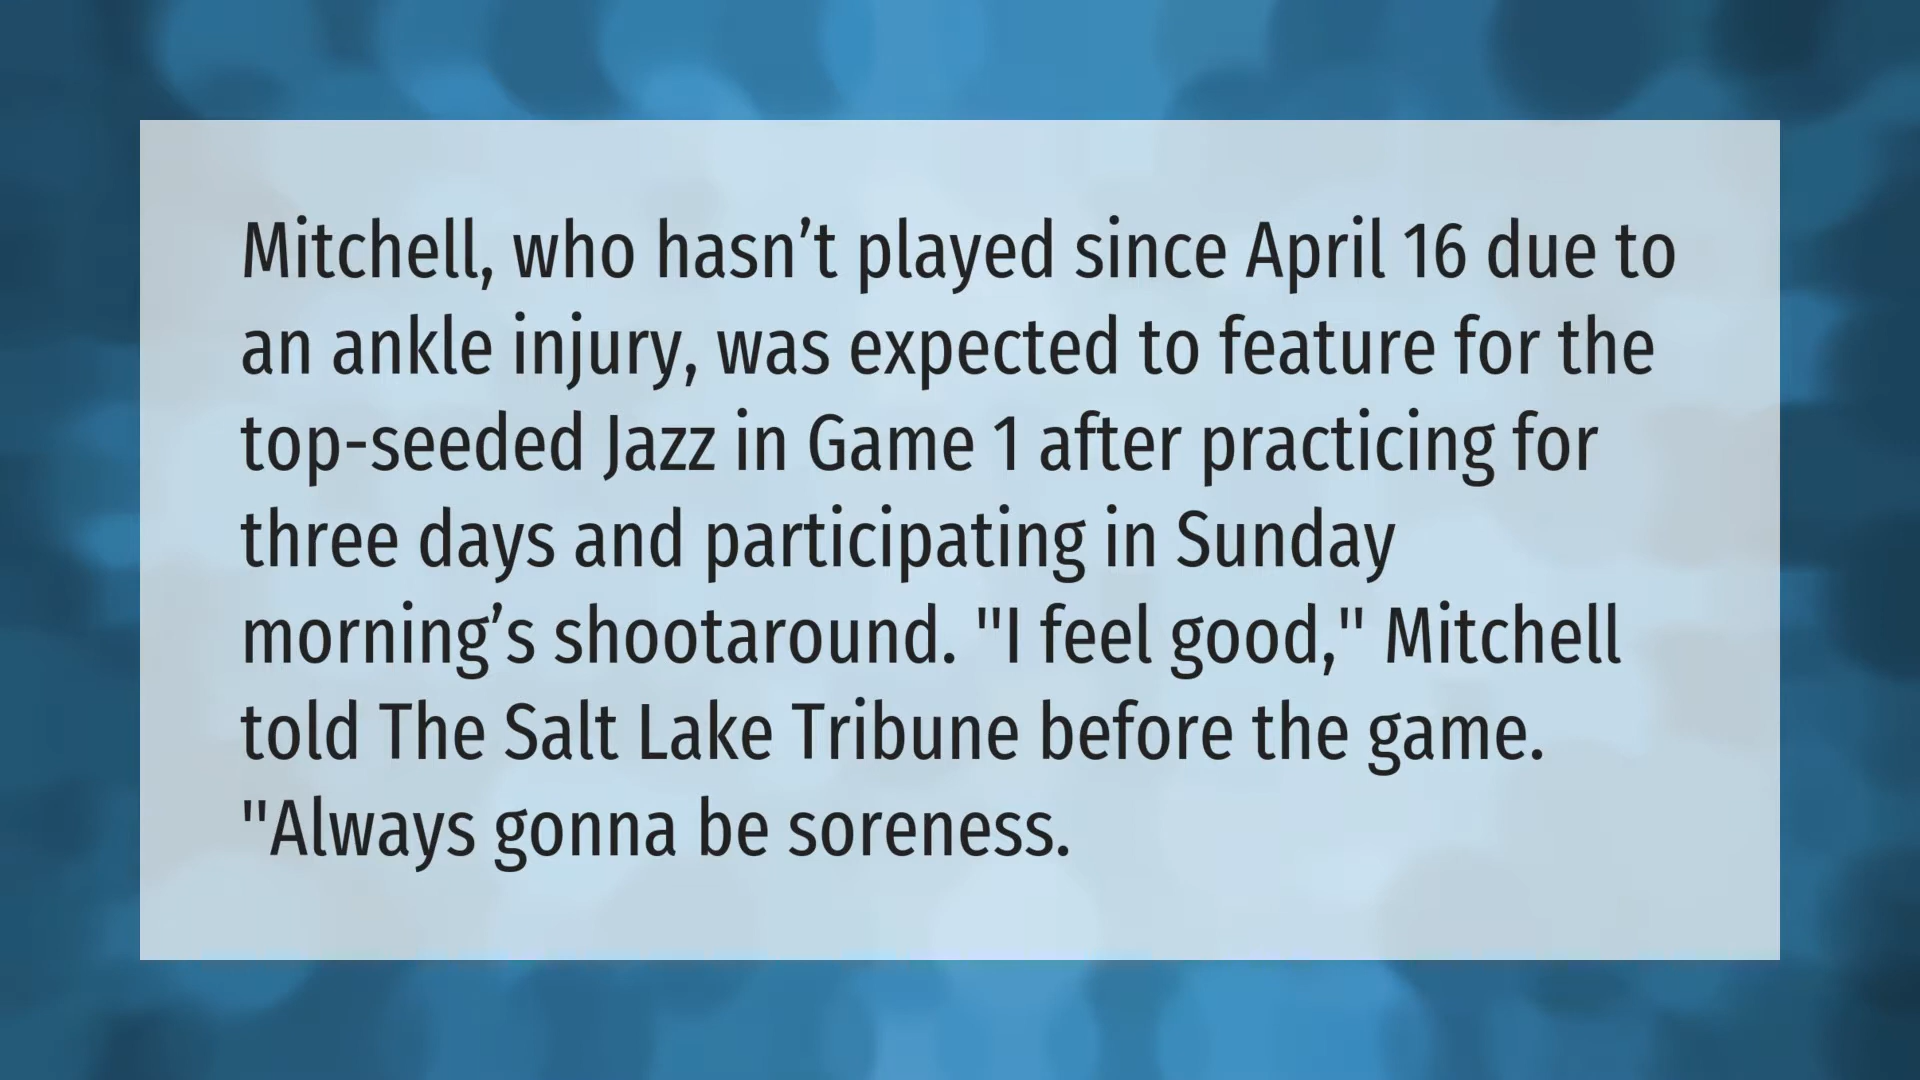 Mitchell, who hasn’t played since April 16 due to
an ankle injury, was expected to feature for the
top-seeded Jazz in Game 1 after practicing for
three days and participating in Sunday
morning’s shootaround. "I feel good," Mitchell
told The Salt Lake Tribune before the game.
"Always gonna be soreness.